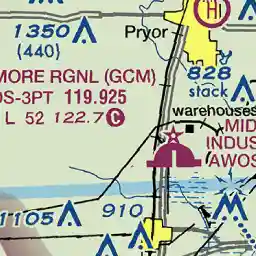 1350
(440)
H
Pryor
MORE RGNL (GCM)
OS-3PT 119.925
L 52 122.7 C
828
stack
warehouses
MID
INDUS
AWOS
1105
910